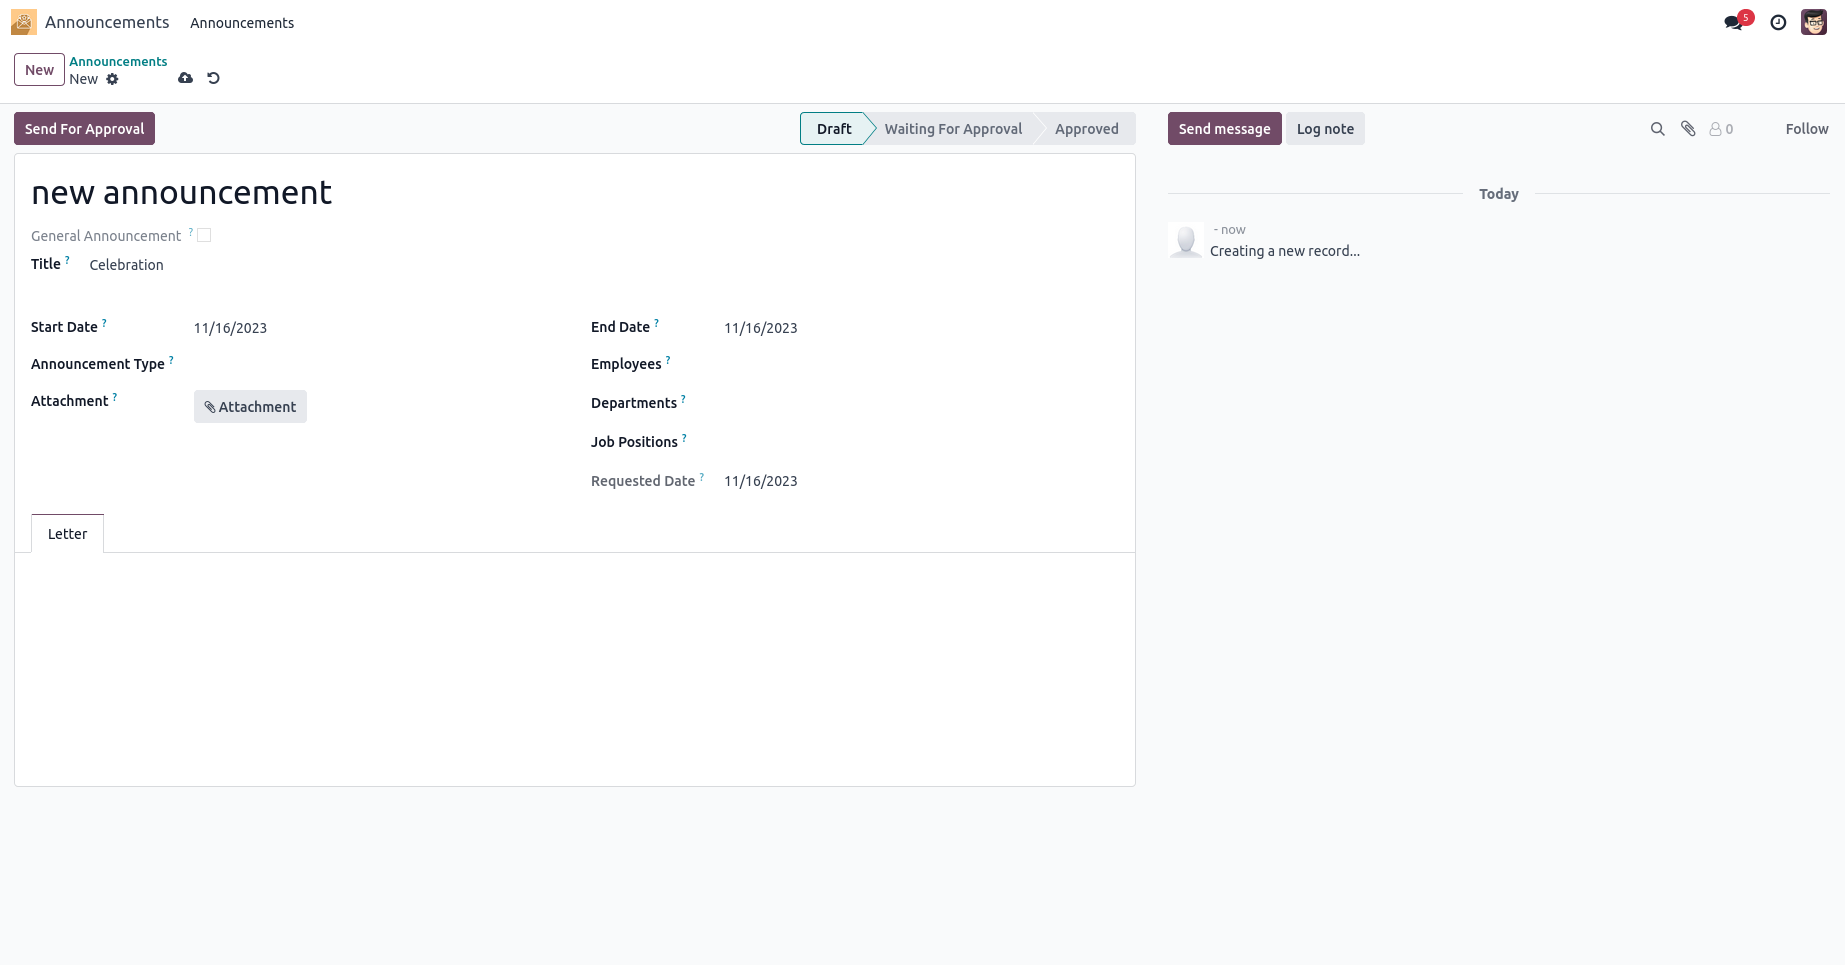 Announcements Announcements 5
New Announcements
New
Send For Approval Draft Waiting For Approval Approved Send message Log note 0 Follow
new announcement
General Announcement ?
Title ? Celebration
Start Date ? 11/16/2023 End Date ? 11/16/2023
Announcement Type ? Employees ?
Attachment ? Attachment Departments ?
Job Positions ?
Requested Date ? 11/16/2023
Letter
Today
- now
Creating a new record...